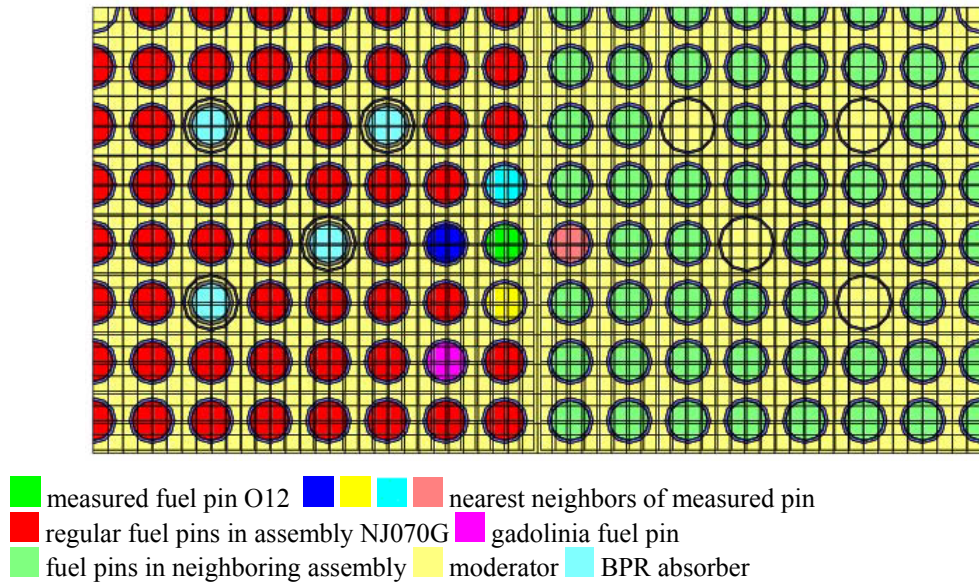 measured fuel pin O12 nearest neighbors of measured pin
regular fuel pins in assembly NJ070G gadolinia fuel pin
fuel pins in neighboring assembly moderator BPR absorber